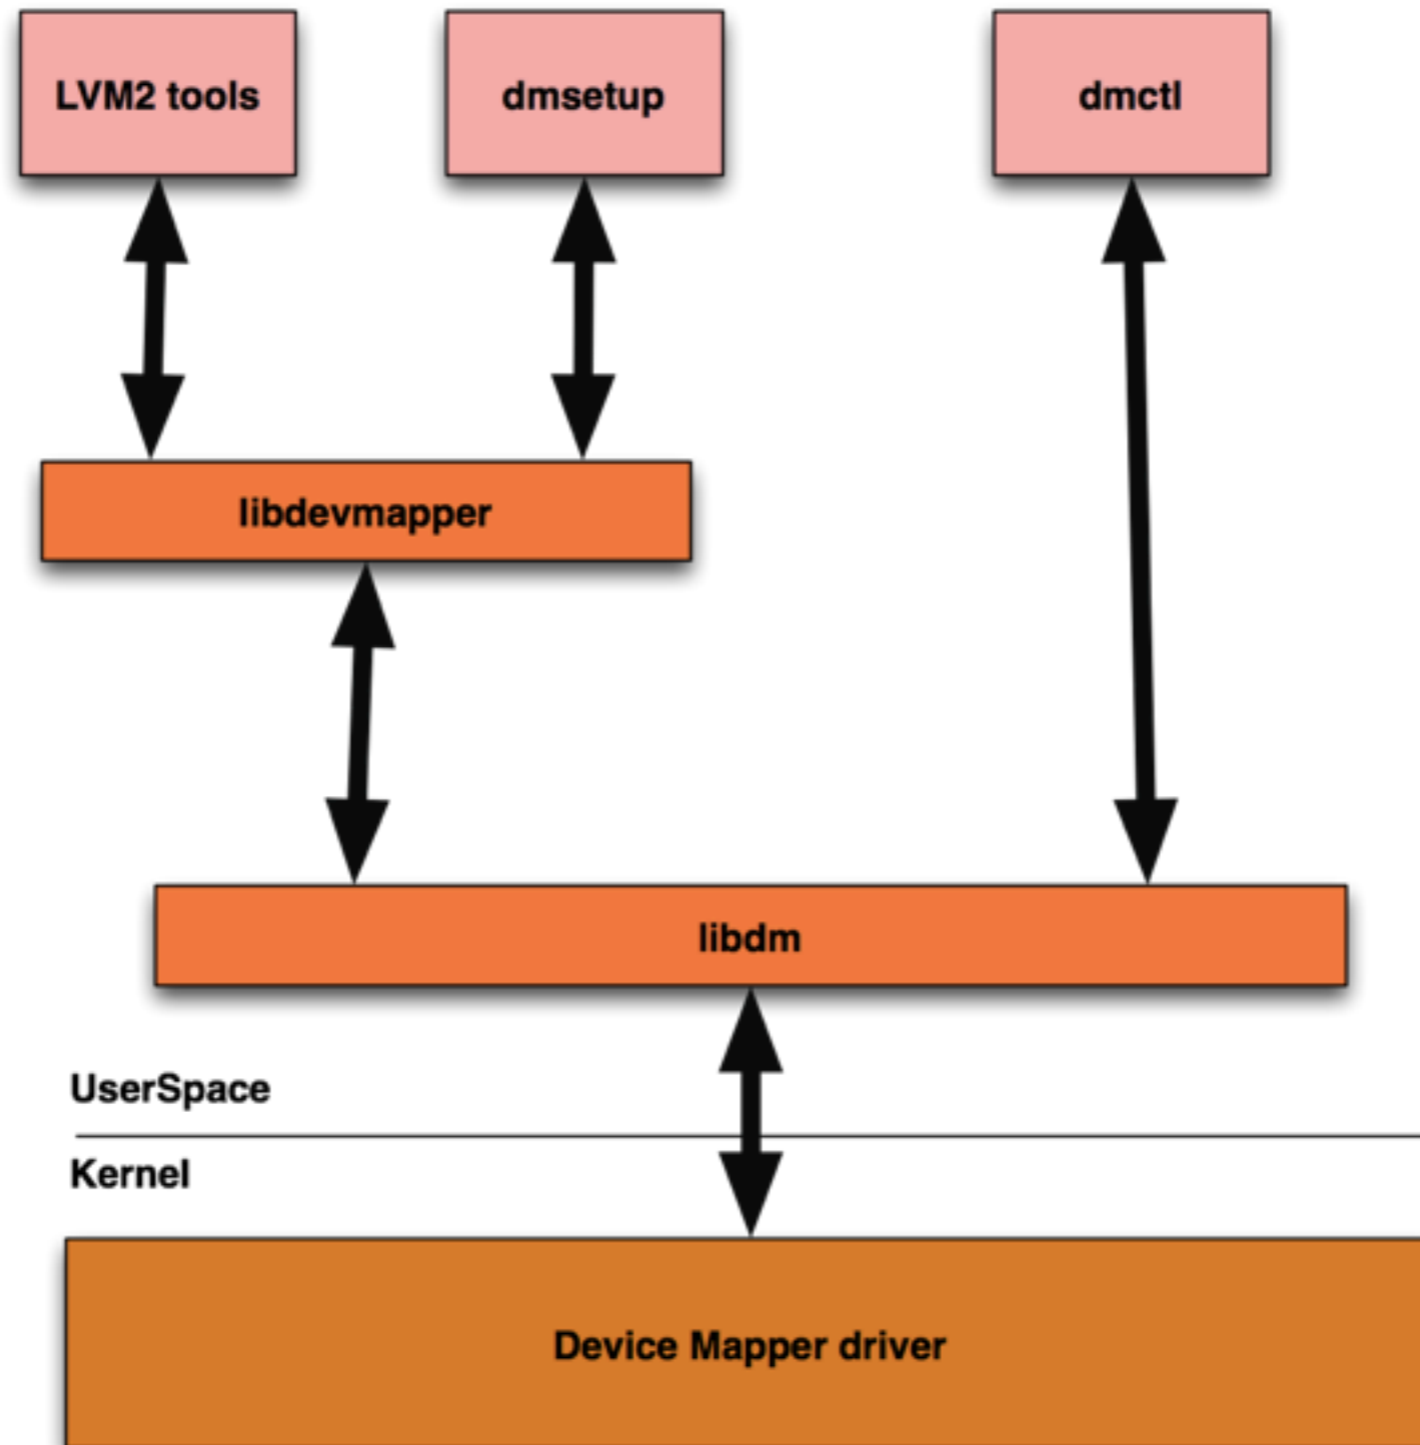 LVM2 tools
dmsetup
dmctl
libdevmapper
libdm
UserSpace
Kernel
Device Mapper driver